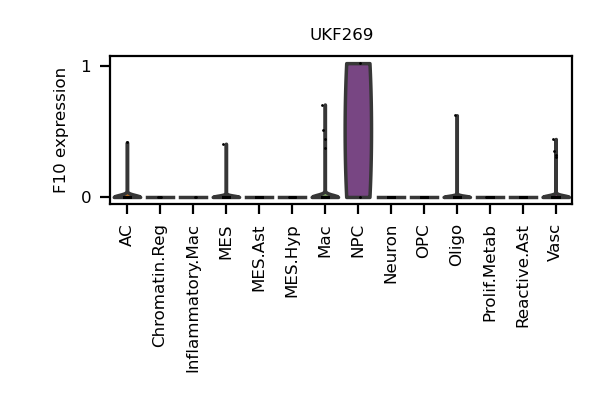 UKF269
F10 expression
1
0
AC
Chromatin.Reg
Inflammatory.Mac
MES
MES.Ast
MES.Hyp
Mac
NPC
Neuron
OPC
Oligo
Prolif.Metab
Reactive.Ast
Vasc